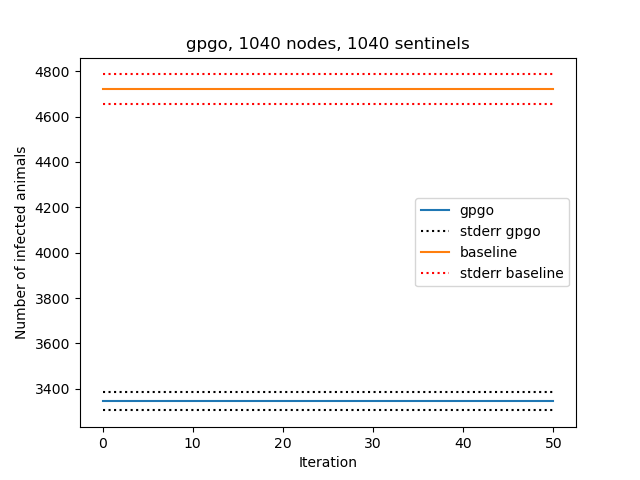 gpgo, 1040 nodes, 1040 sentinels
Number of infected animals
4800
4600
4400
4200
4000
3800
3600
3400
gpgo
stderr gpgo
baseline
stderr baseline
0 10 20 30 40 50
Iteration